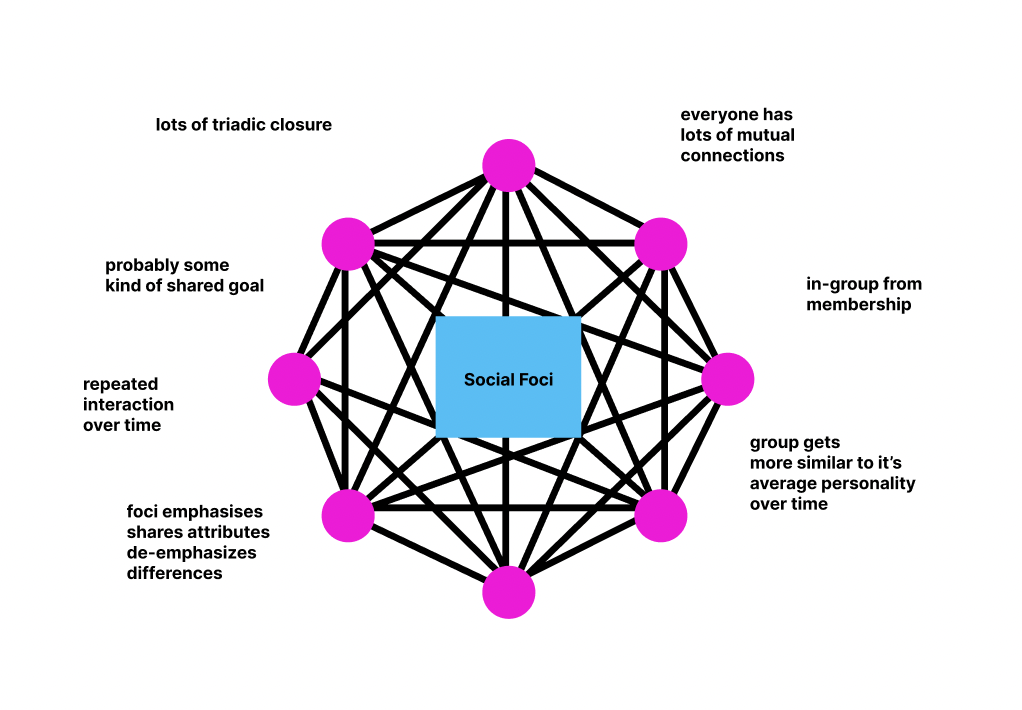 lots of triadic closure
everyone has
lots of mutual
connections
probably some
kind of shared goal
in-group from
membership
Social Foci
repeated
interaction
over time
group gets
more similar to it’s
average personality
over time
foci emphasises
shares attributes
de-emphasizes
differences